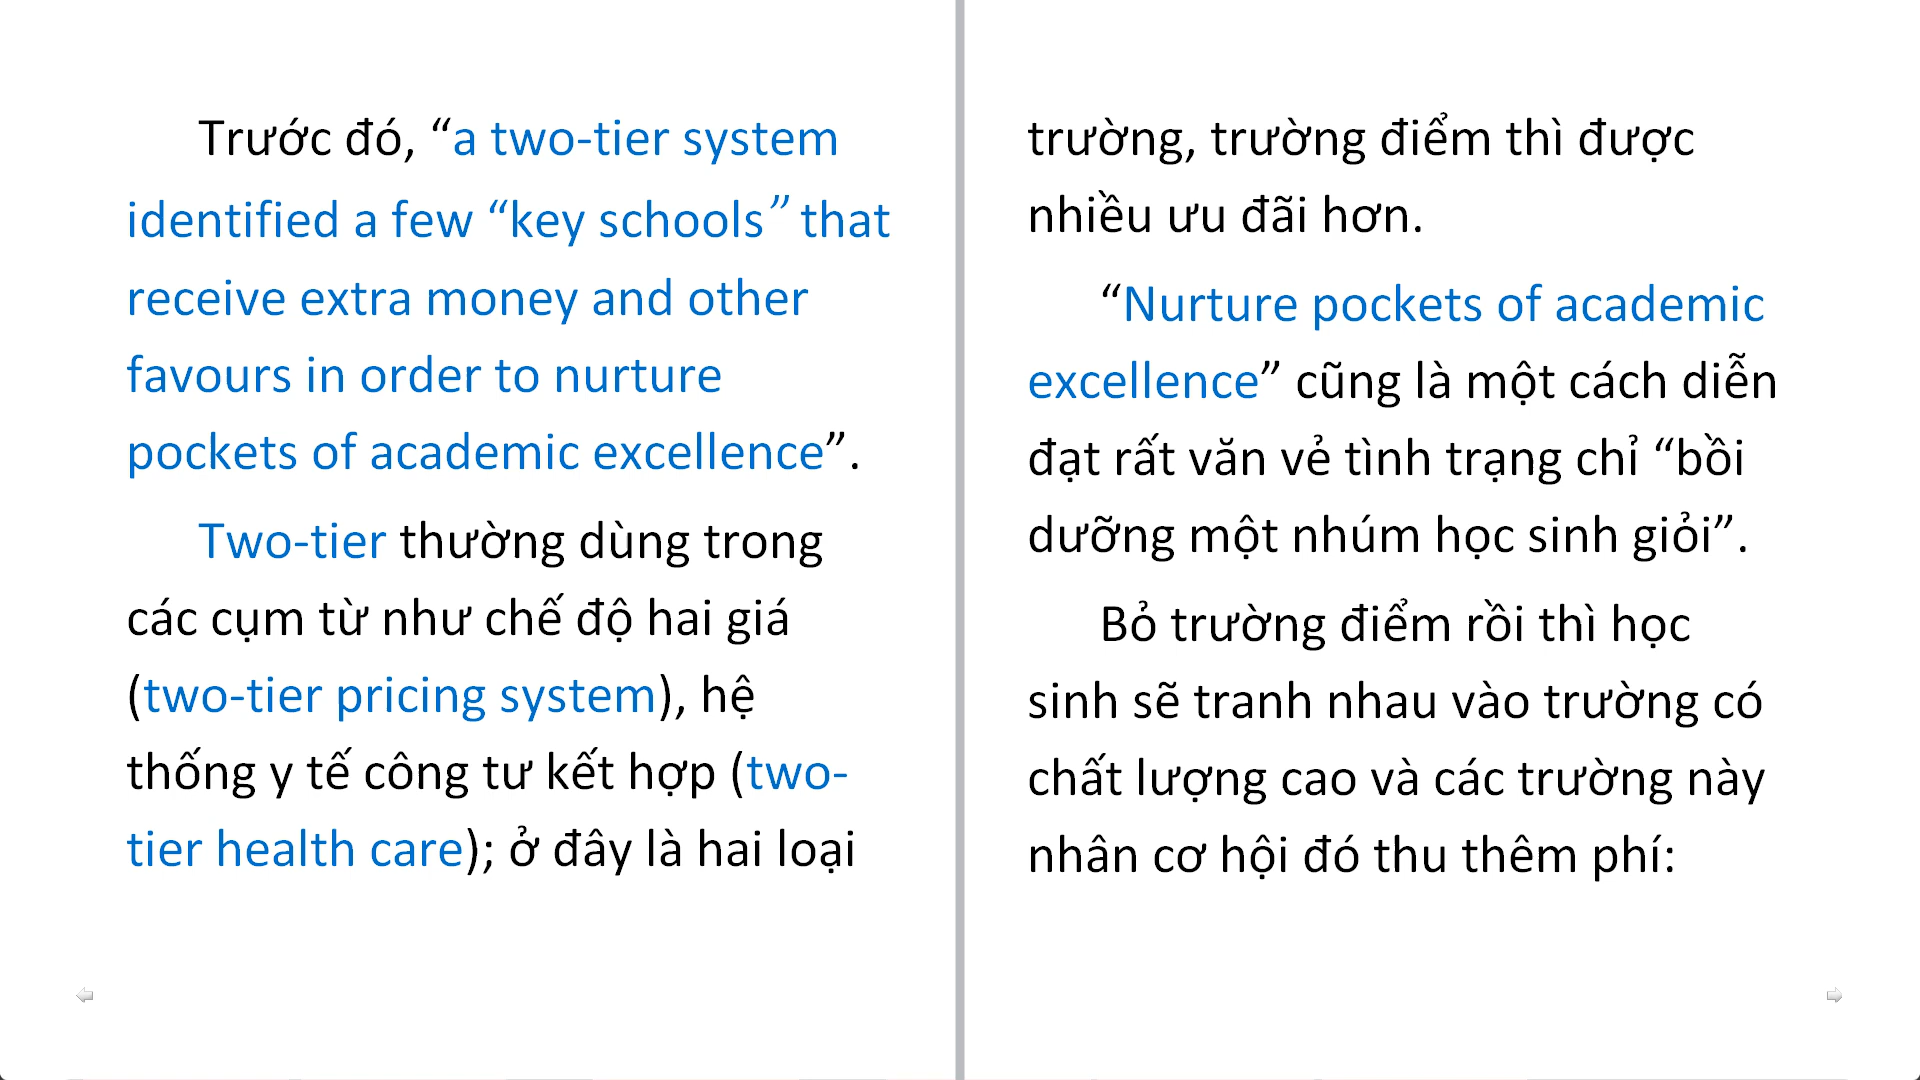 Trước đó, “a two-tier system
identified a few “key schools” that
receive extra money and other
favours in order to nurture
pockets of academic excellence”.
Two-tier thường dùng trong
các cụm từ như chế độ hai giá
(two-tier pricing system), hệ
thống y tế công tư kết hợp (two-
tier health care); ở đây là hai loại
trường, trường điểm thì được
nhiều ưu đãi hơn.
“Nurture pockets of academic
excellence” cũng là một cách diễn
đạt rất văn vẻ tình trạng chỉ “bồi
dưỡng một nhúm học sinh giỏi”.
Bỏ trường điểm rồi thì học
sinh sẽ tranh nhau vào trường có
chất lượng cao và các trường này
nhân cơ hội đó thu thêm phí: